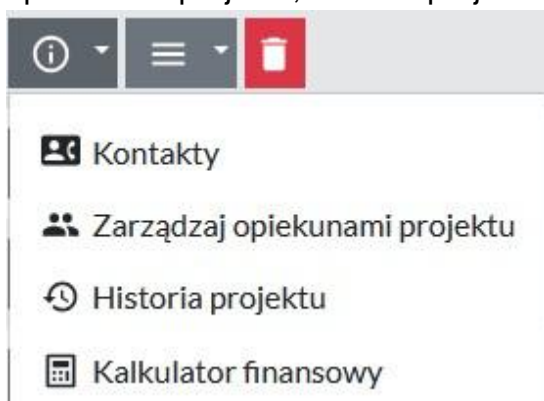 Kontakty
Zarządzaj opiekunami projektu
Historia projektu
Kalkulator finansowy